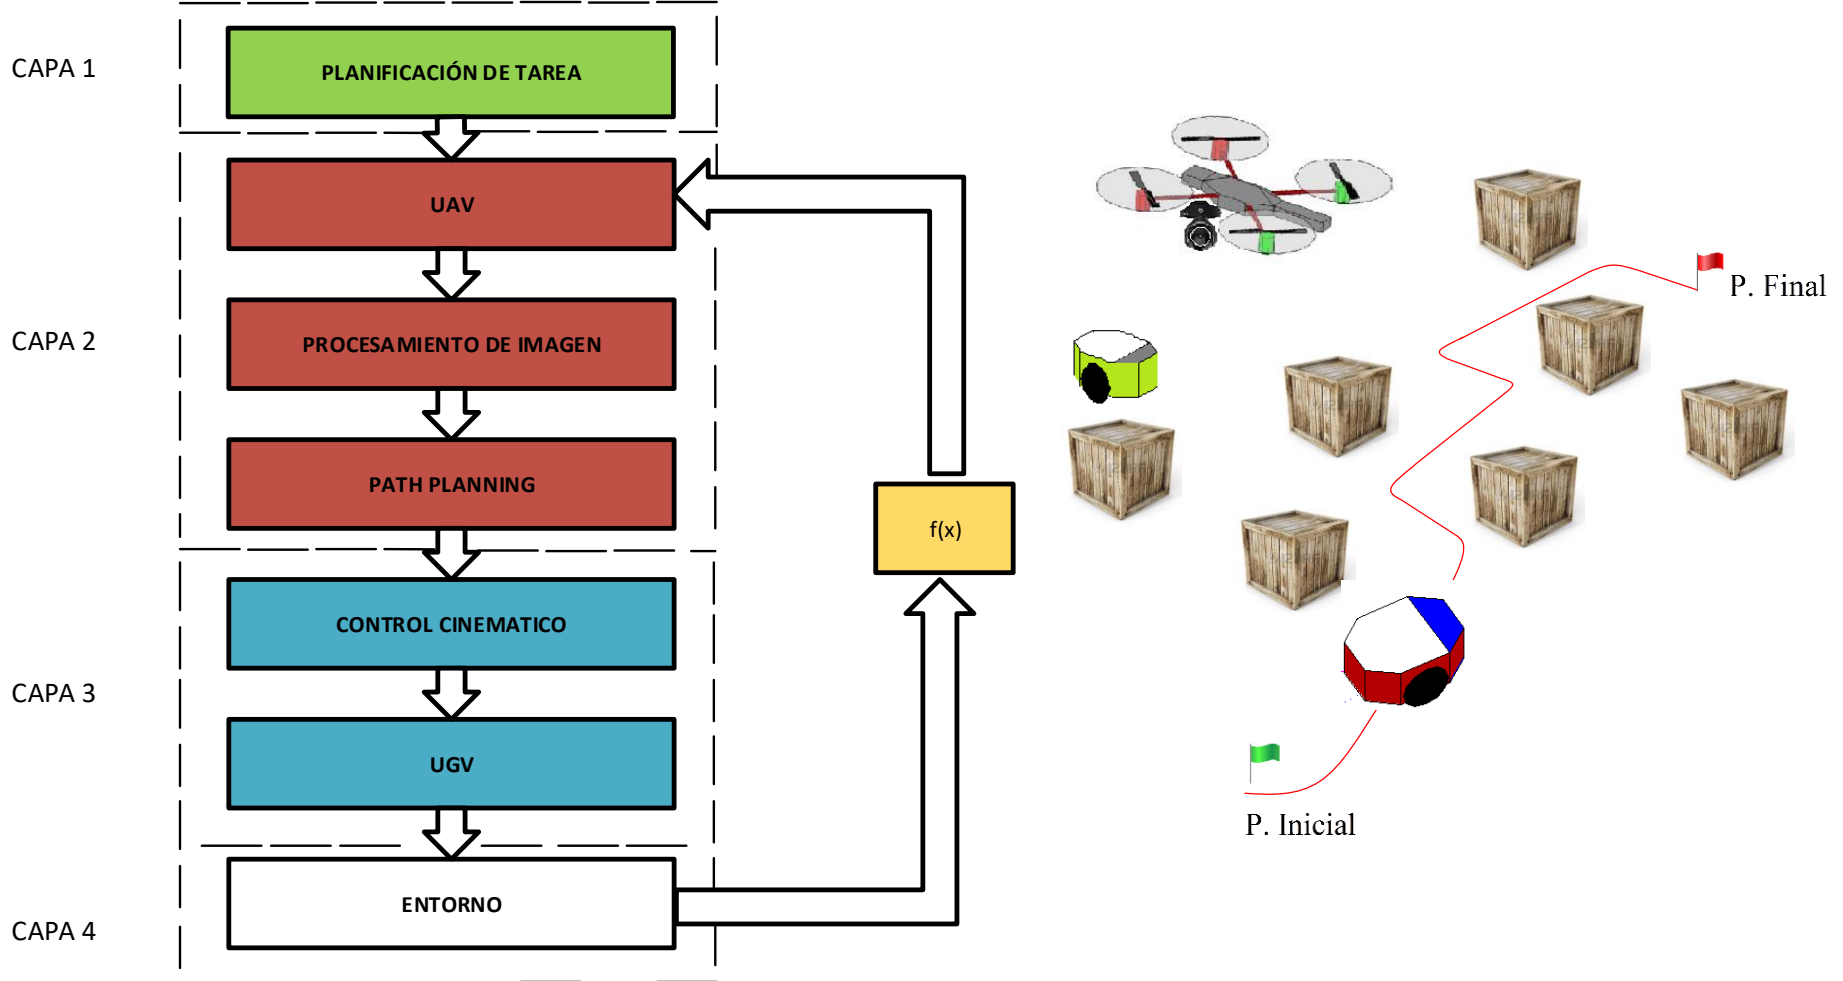 CAPA 1
PLANIFICACIÓN DE TAREA
UAV
CAPA 2
PROCESAMIENTO DE IMAGEN
PATH PLANNING
f(x)
CONTROL CINEMATICO
CAPA 3
UGV
ENTORNO
CAPA 4
P. Final
P. Inicial